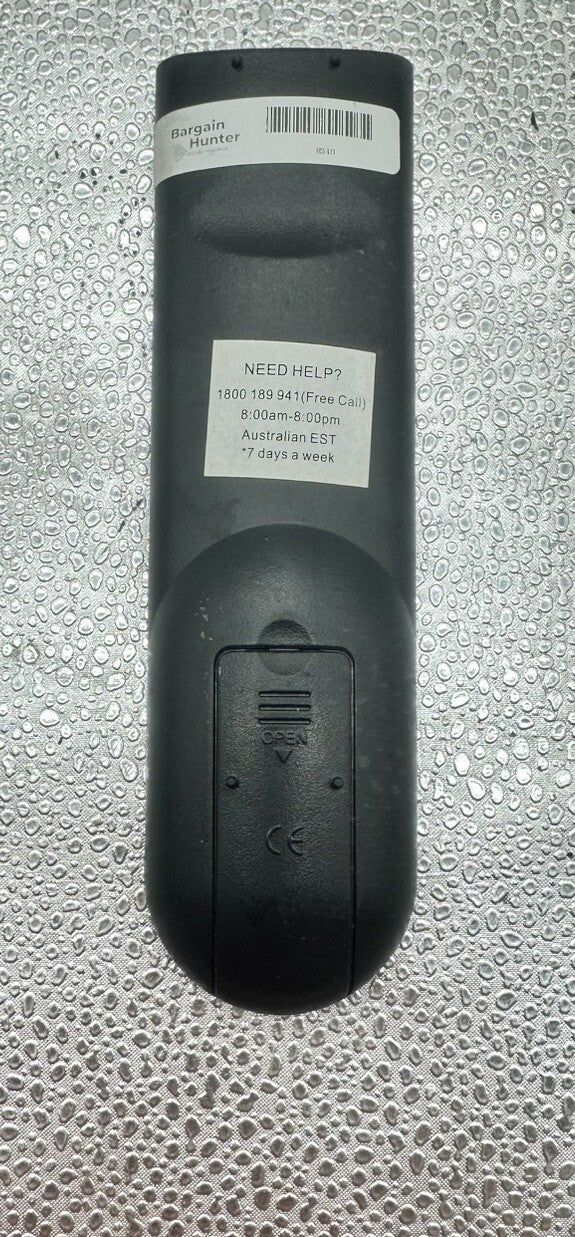 Bargain
Hunter
8340
NEED HELP?
1800 189 941(Free Call)
8:00am-8:00pm
Australian EST
*7 days a week
OPEN
CE